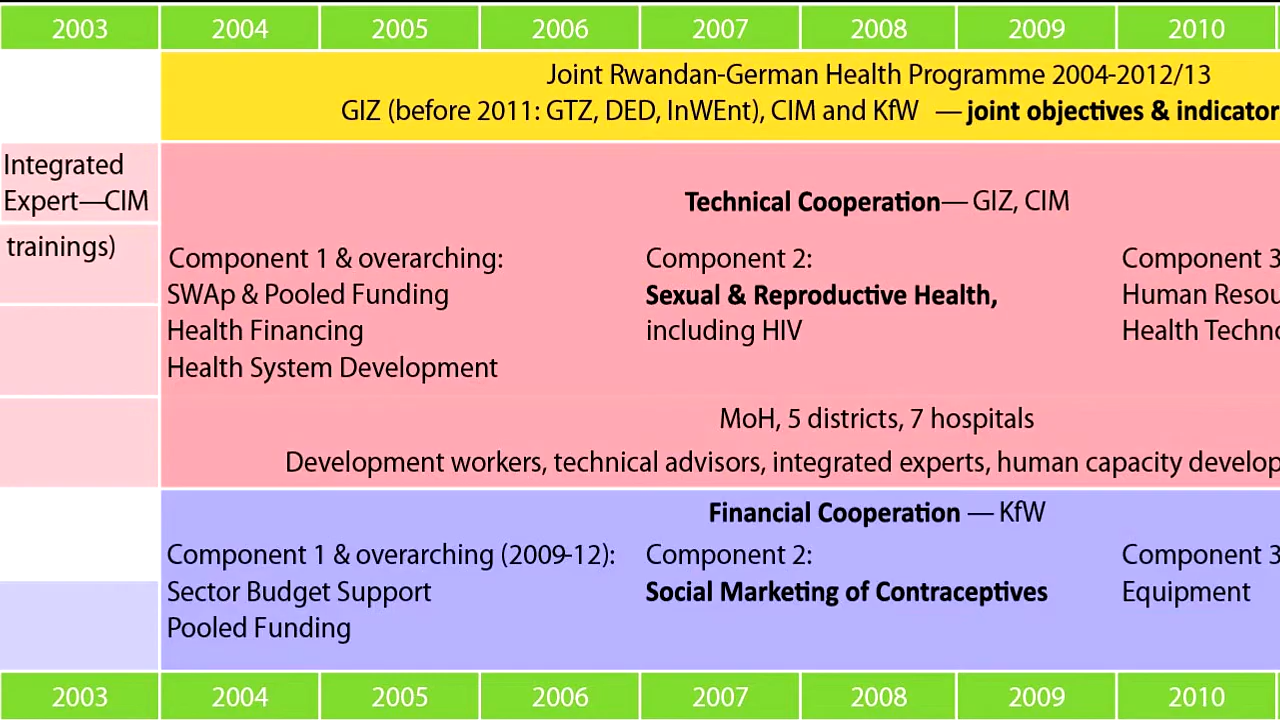 2003 2004 2005 2006 2007 2008 2009 2010
Joint Rwandan-German Health Programme 2004-2012/13
GIZ (before 2011: GTZ, DED, InWEnt), CIM and KfW — joint objectives & indicator
Integrated
Expert—CIM
trainings)
Technical Cooperation— GIZ, CIM
Component 1 & overarching:
SWAp & Pooled Funding
Health Financing
Health System Development
Component 2:
Sexual & Reproductive Health,
including HIV
Component 3
Human Resou
Health Techno
MoH, 5 districts, 7 hospitals
Development workers, technical advisors, integrated experts, human capacity develop
Financial Cooperation — KfW
Component 1 & overarching (2009-12):
Sector Budget Support
Pooled Funding
Component 2:
Social Marketing of Contraceptives
Component 3
Equipment
2003 2004 2005 2006 2007 2008 2009 2010